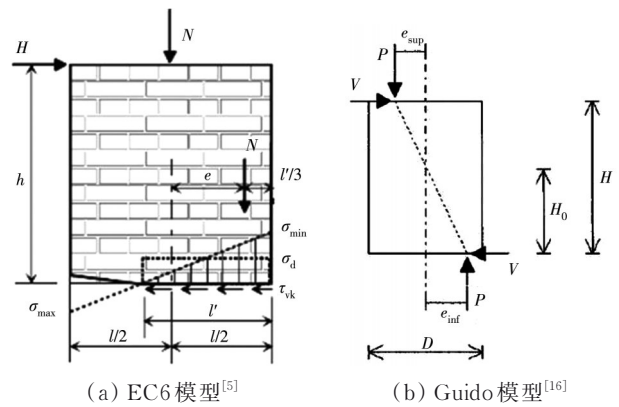 N
H
h
N
e
l′/3
σmin
σd
τvk
σmax
l′
l/2
l/2
(a) EC6模型[5]
esup
P
V
H
H0
V
P
einf
D
(b) Guido模型[16]